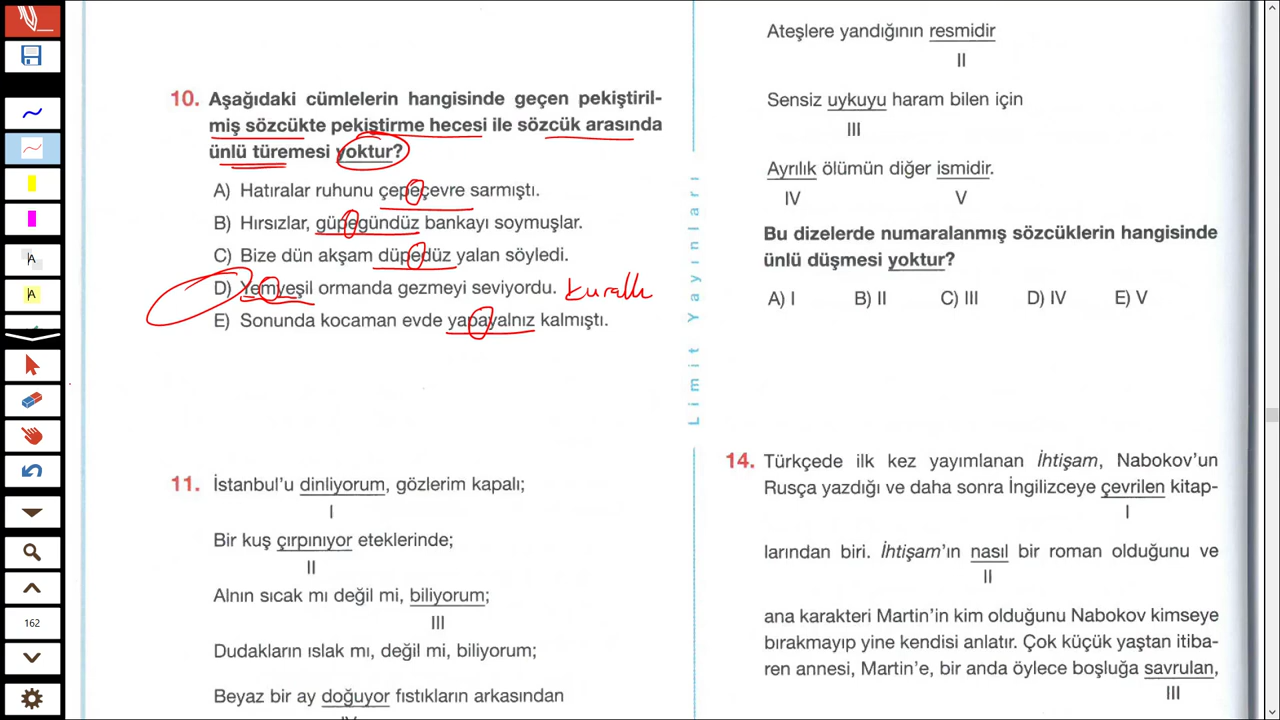 10. Aşağıdaki cümlelerin hangisinde geçen pekiştiril-
miş sözcükte pekiştirme hecesi ile sözcük arasında
ünlü türemesi yoktur?
A) Hatıralar ruhunu çepeçevre sarmıştı.
B) Hırsızlar, güpegündüz bankayı soymuşlar.
C) Bize dün akşam düpedüz yalan söyledi.
D) Yemyeşil ormanda gezmeyi seviyordu. kurallı
E) Sonunda kocaman evde yapayalnız kalmıştı.
11. İstanbul'u dinliyorum, gözlerim kapalı;
I
Bir kuş çırpınıyor eteklerinde;
II
Alnın sıcak mı değil mi, biliyorum;
III
Dudakların ıslak mı, değil mi, biliyorum;
Beyaz bir ay doğuyor fıstıkların arkasından
IV
Limit Yayınları
Ateşlere yandığının resmidir
II
Sensiz uykuyu haram bilen için
III
Ayrılık ölümün diğer ismidir.
IV V
Bu dizelerde numaralanmış sözcüklerin hangisinde
ünlü düşmesi yoktur?
A) I B) II C) III D) IV E) V
14. Türkçede ilk kez yayımlanan İhtişam, Nabokov'un
Rusça yazdığı ve daha sonra İngilizceye çevrilen kitap-
I
larından biri. İhtişam'ın nasıl bir roman olduğunu ve
II
ana karakteri Martin'in kim olduğunu Nabokov kimseye
bırakmayıp yine kendisi anlatır. Çok küçük yaştan itiba-
ren annesi, Martin'e, bir anda öylece boşluğa savrulan,
III
A
A
162